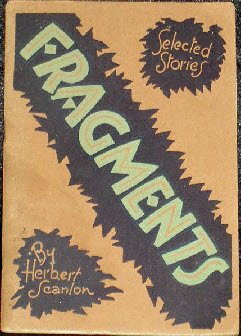 Selected
Stories
FRAGMENTS
By
Herbert
Scanlon